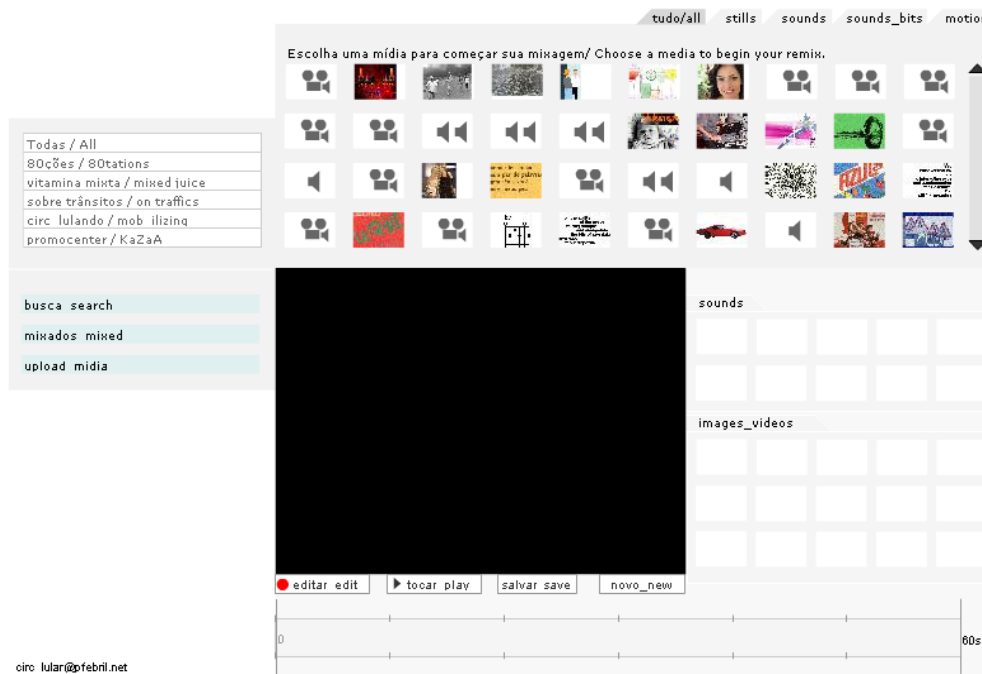 tudo/all stills sounds sounds_bits motion
Escolha uma mídia para começar sua mixagem/ Choose a media to begin your remix.
Todas / All
80ções / 80tations
vitamina mixta / mixed juice
sobre trânsitos / on traffics
circ lulando / mob ilizing
promocenter / KaZaA
AZUL
busca search
mixados mixed
upload midia
sounds
images_videos
editar edit
tocar play
salvar save
novo_new
0
60s
circ lular@pfebril.net